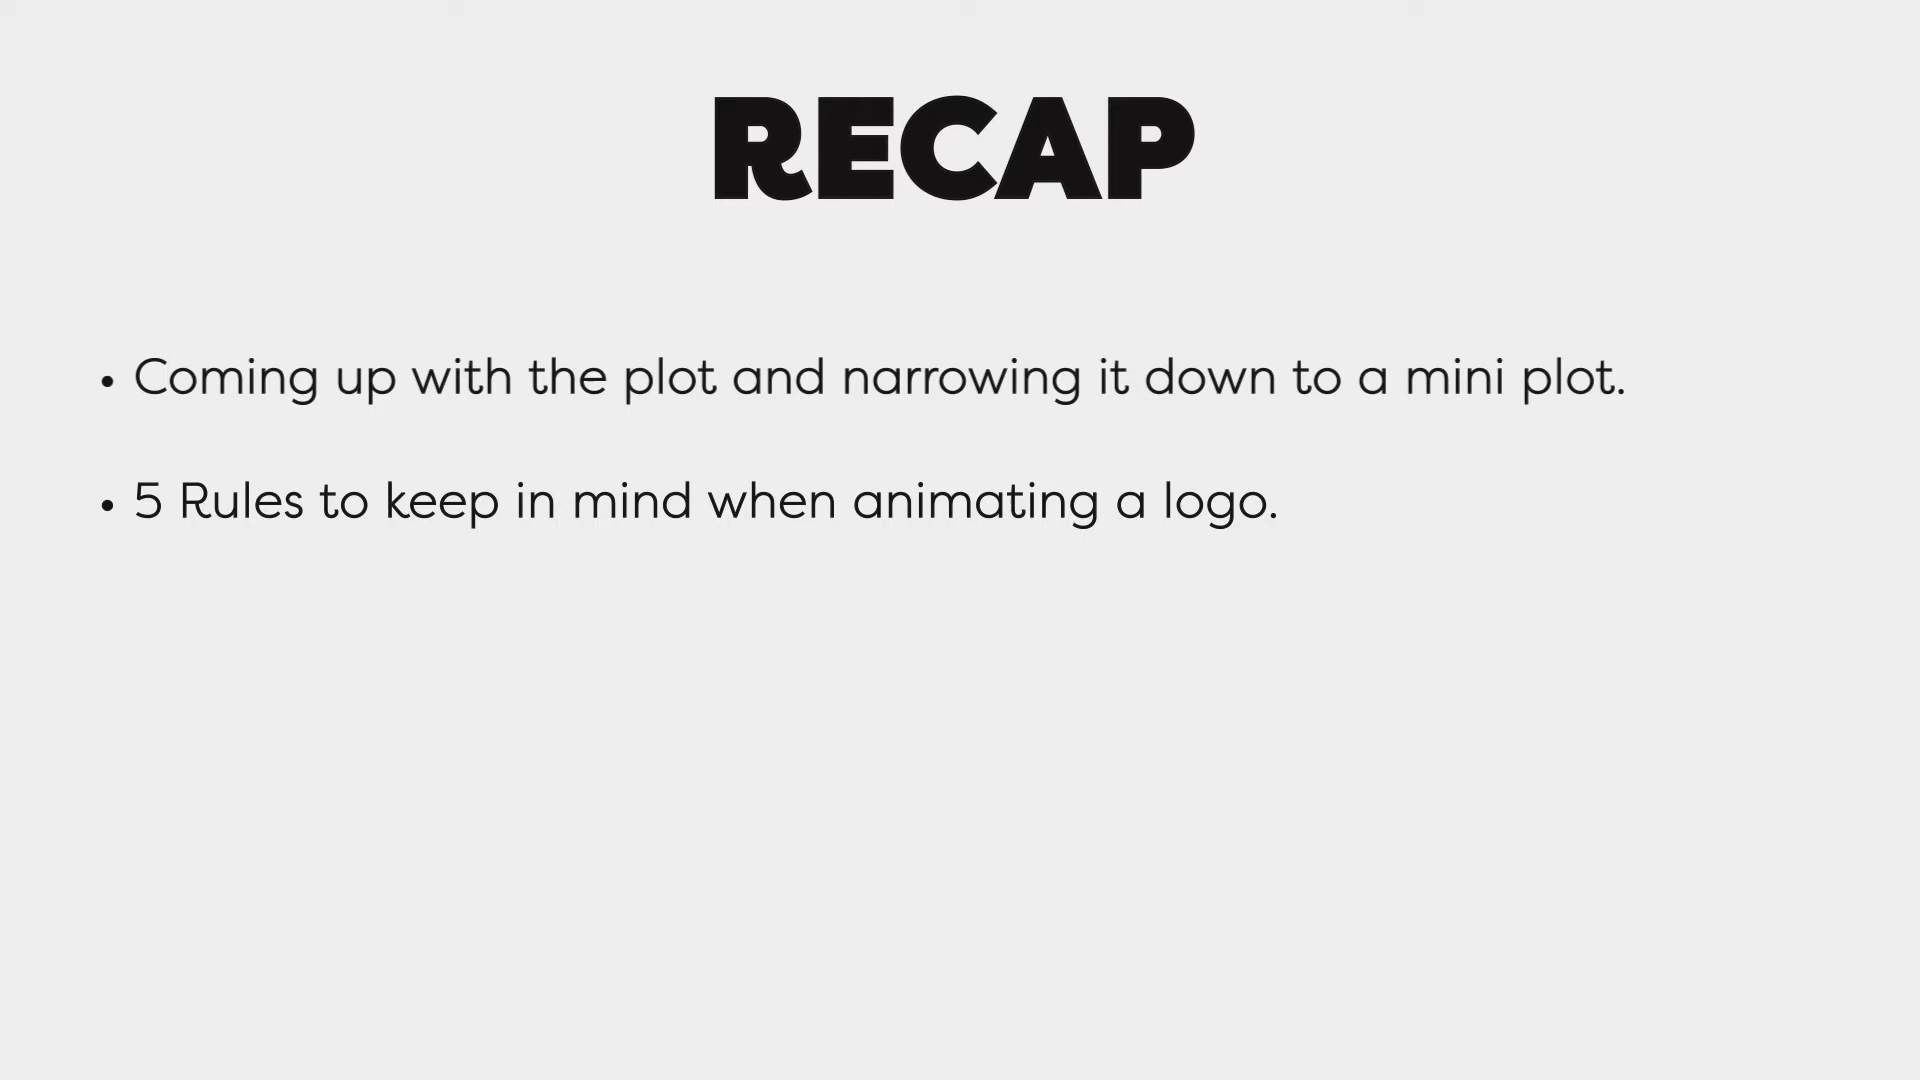 RECAP
• Coming up with the plot and narrowing it down to a mini plot.
• 5 Rules to keep in mind when animating a logo.